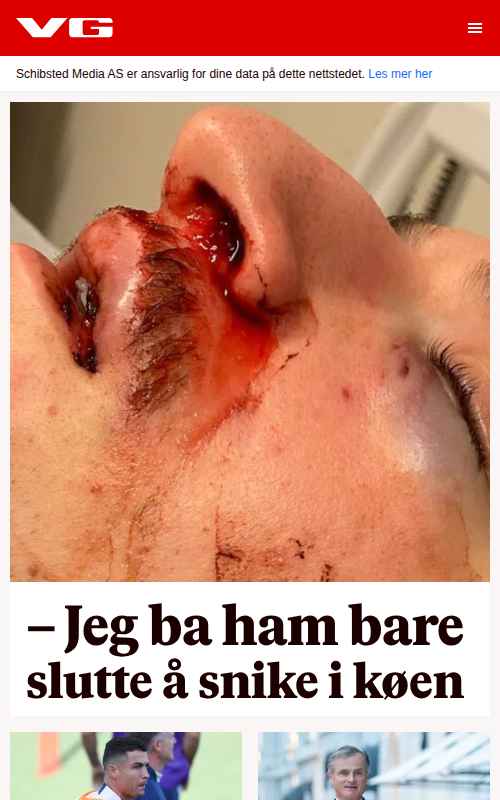 VG
Schibsted Media AS er ansvarlig for dine data på dette nettstedet. Les mer her
– Jeg ba ham bare
slutte å snike i køen